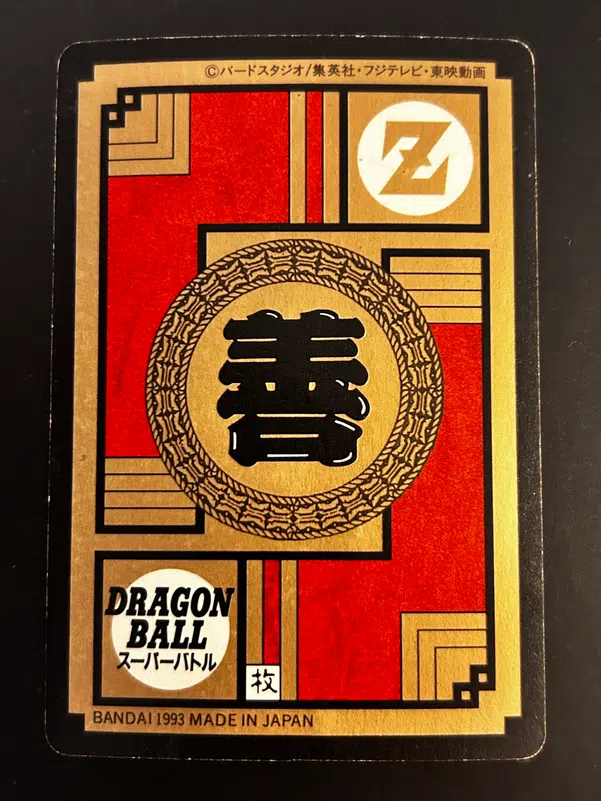 ©バードスタジオ/集英社・フジテレビ・東映動画
Z
善
DRAGON
BALL
スーパーバトル
枚
BANDAI 1993 MADE IN JAPAN